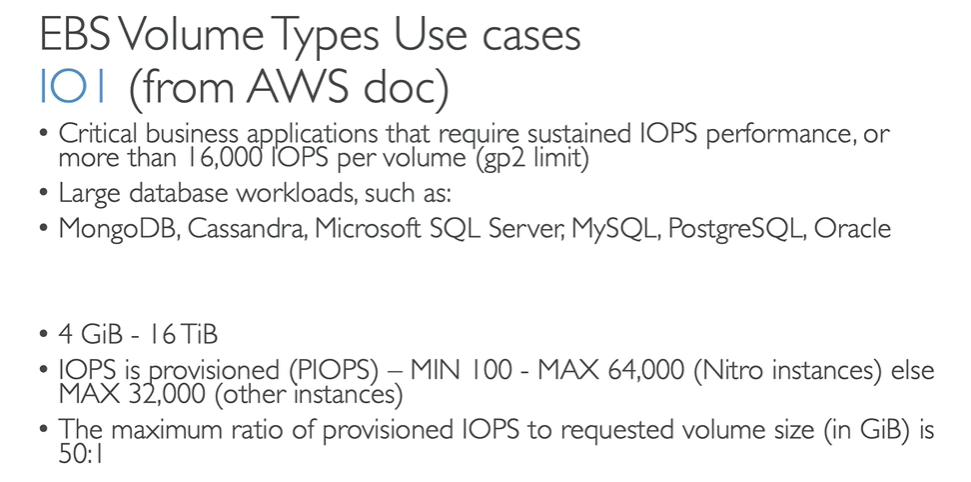 EBS Volume Types Use cases
IO1 (from AWS doc)
• Critical business applications that require sustained IOPS performance, or
more than 16,000 IOPS per volume (gp2 limit)
• Large database workloads, such as:
• MongoDB, Cassandra, Microsoft SQL Server, MySQL, PostgreSQL, Oracle
• 4 GiB - 16 TiB
• IOPS is provisioned (PIOPS) – MIN 100 - MAX 64,000 (Nitro instances) else
MAX 32,000 (other instances)
• The maximum ratio of provisioned IOPS to requested volume size (in GiB) is
50:1